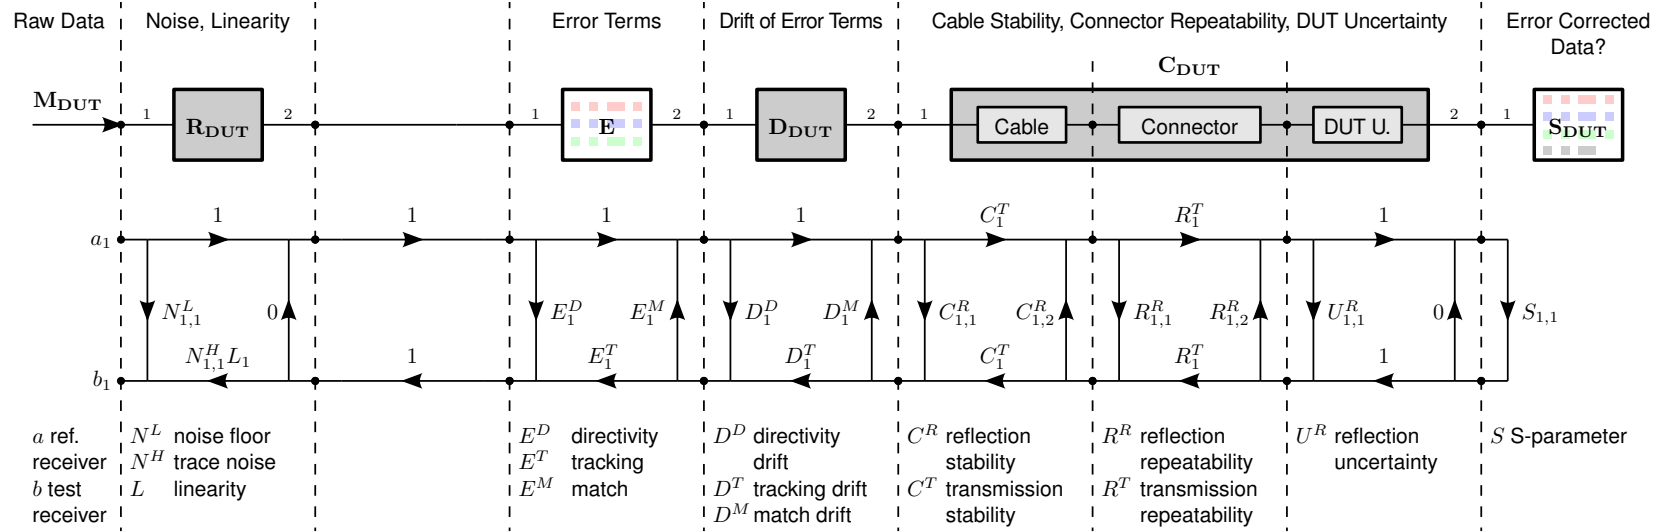 Raw Data
Noise, Linearity
Error Terms
Drift of Error Terms
Cable Stability, Connector Repeatability, DUT Uncertainty
Error Corrected
Data?
M_DUT
1 R_DUT 2
1 E 2
1 D_DUT 2
C_DUT
1 Cable Connector DUT U. 2
1 S_DUT
a_1 1 1 1 1 C_1^T R_1^T 1
N_{1,1}^L 0 E_1^D E_1^M D_1^D D_1^M C_{1,1}^R C_{1,2}^R R_{1,1}^R R_{1,2}^R U_{1,1}^R 0 S_{1,1}
b_1 N_{1,1}^H L_1 1 E_1^T D_1^T C_1^T R_1^T 1
a ref.
receiver
b test
receiver
N^L noise floor
N^H trace noise
L linearity
E^D directivity
E^T tracking
E^M match
D^D directivity
drift
D^T tracking drift
D^M match drift
C^R reflection
stability
C^T transmission
stability
R^R reflection
repeatability
R^T transmission
repeatability
U^R reflection
uncertainty
S S-parameter